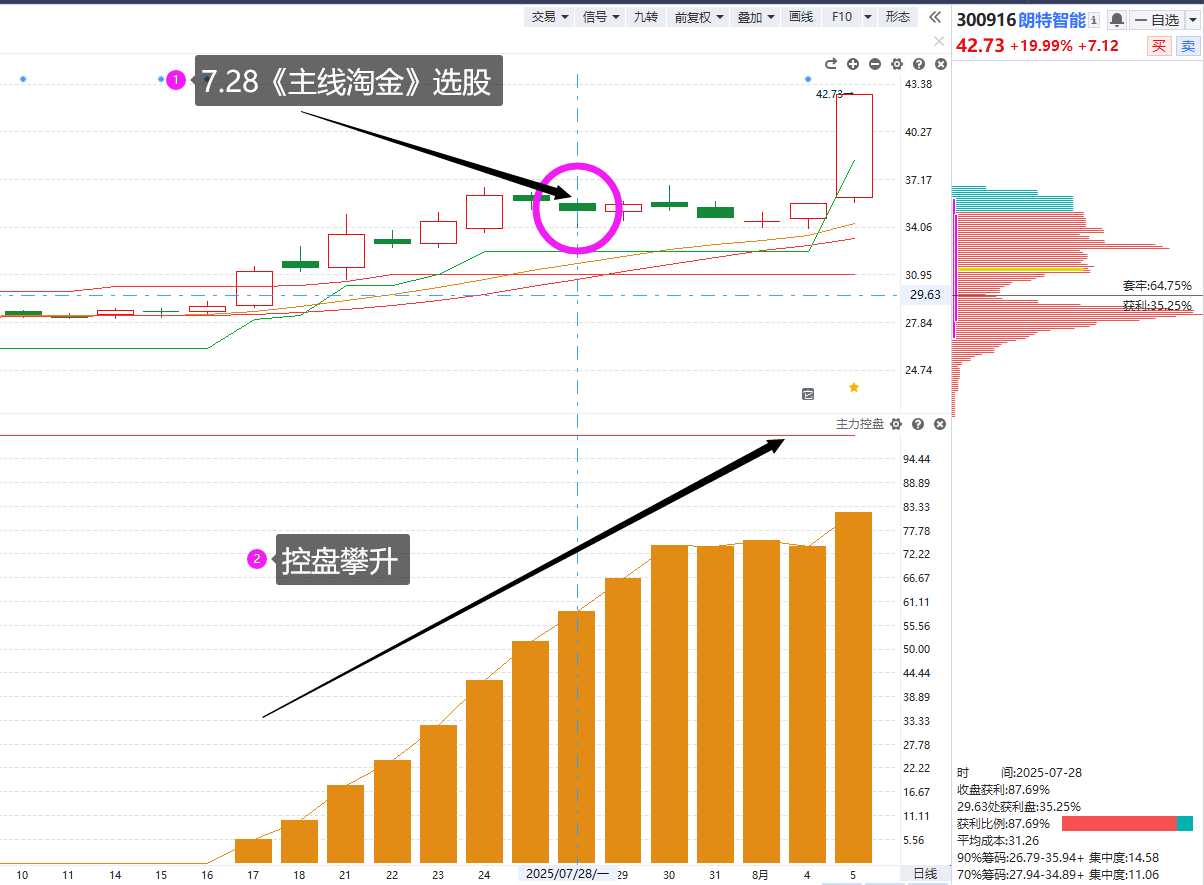 交易 信号 九转 前复权 叠加 画线 F10 形态
300916 朗特智能 自选
42.73 +19.99% +7.12 买 卖
1 7.28《主线淘金》选股
42.73
43.38
40.27
37.17
34.06
30.95
29.63
27.84
24.74
套牢:64.75%
获利:35.25%
主力控盘
2 控盘攀升
94.44
88.89
83.33
77.78
72.22
66.67
61.11
55.56
50.00
44.44
38.89
33.33
27.78
22.22
16.67
11.11
5.56
10 11 14 15 16 17 18 21 22 23 24 2025/07/28/一 29 30 31 8月 4 5 日线
时 间:2025-07-28
收盘获利:87.69%
29.63处获利盘:35.25%
获利比例:87.69%
平均成本:31.26
90%筹码:26.79-35.94+ 集中度:14.58
70%筹码:27.94-34.89+ 集中度:11.06